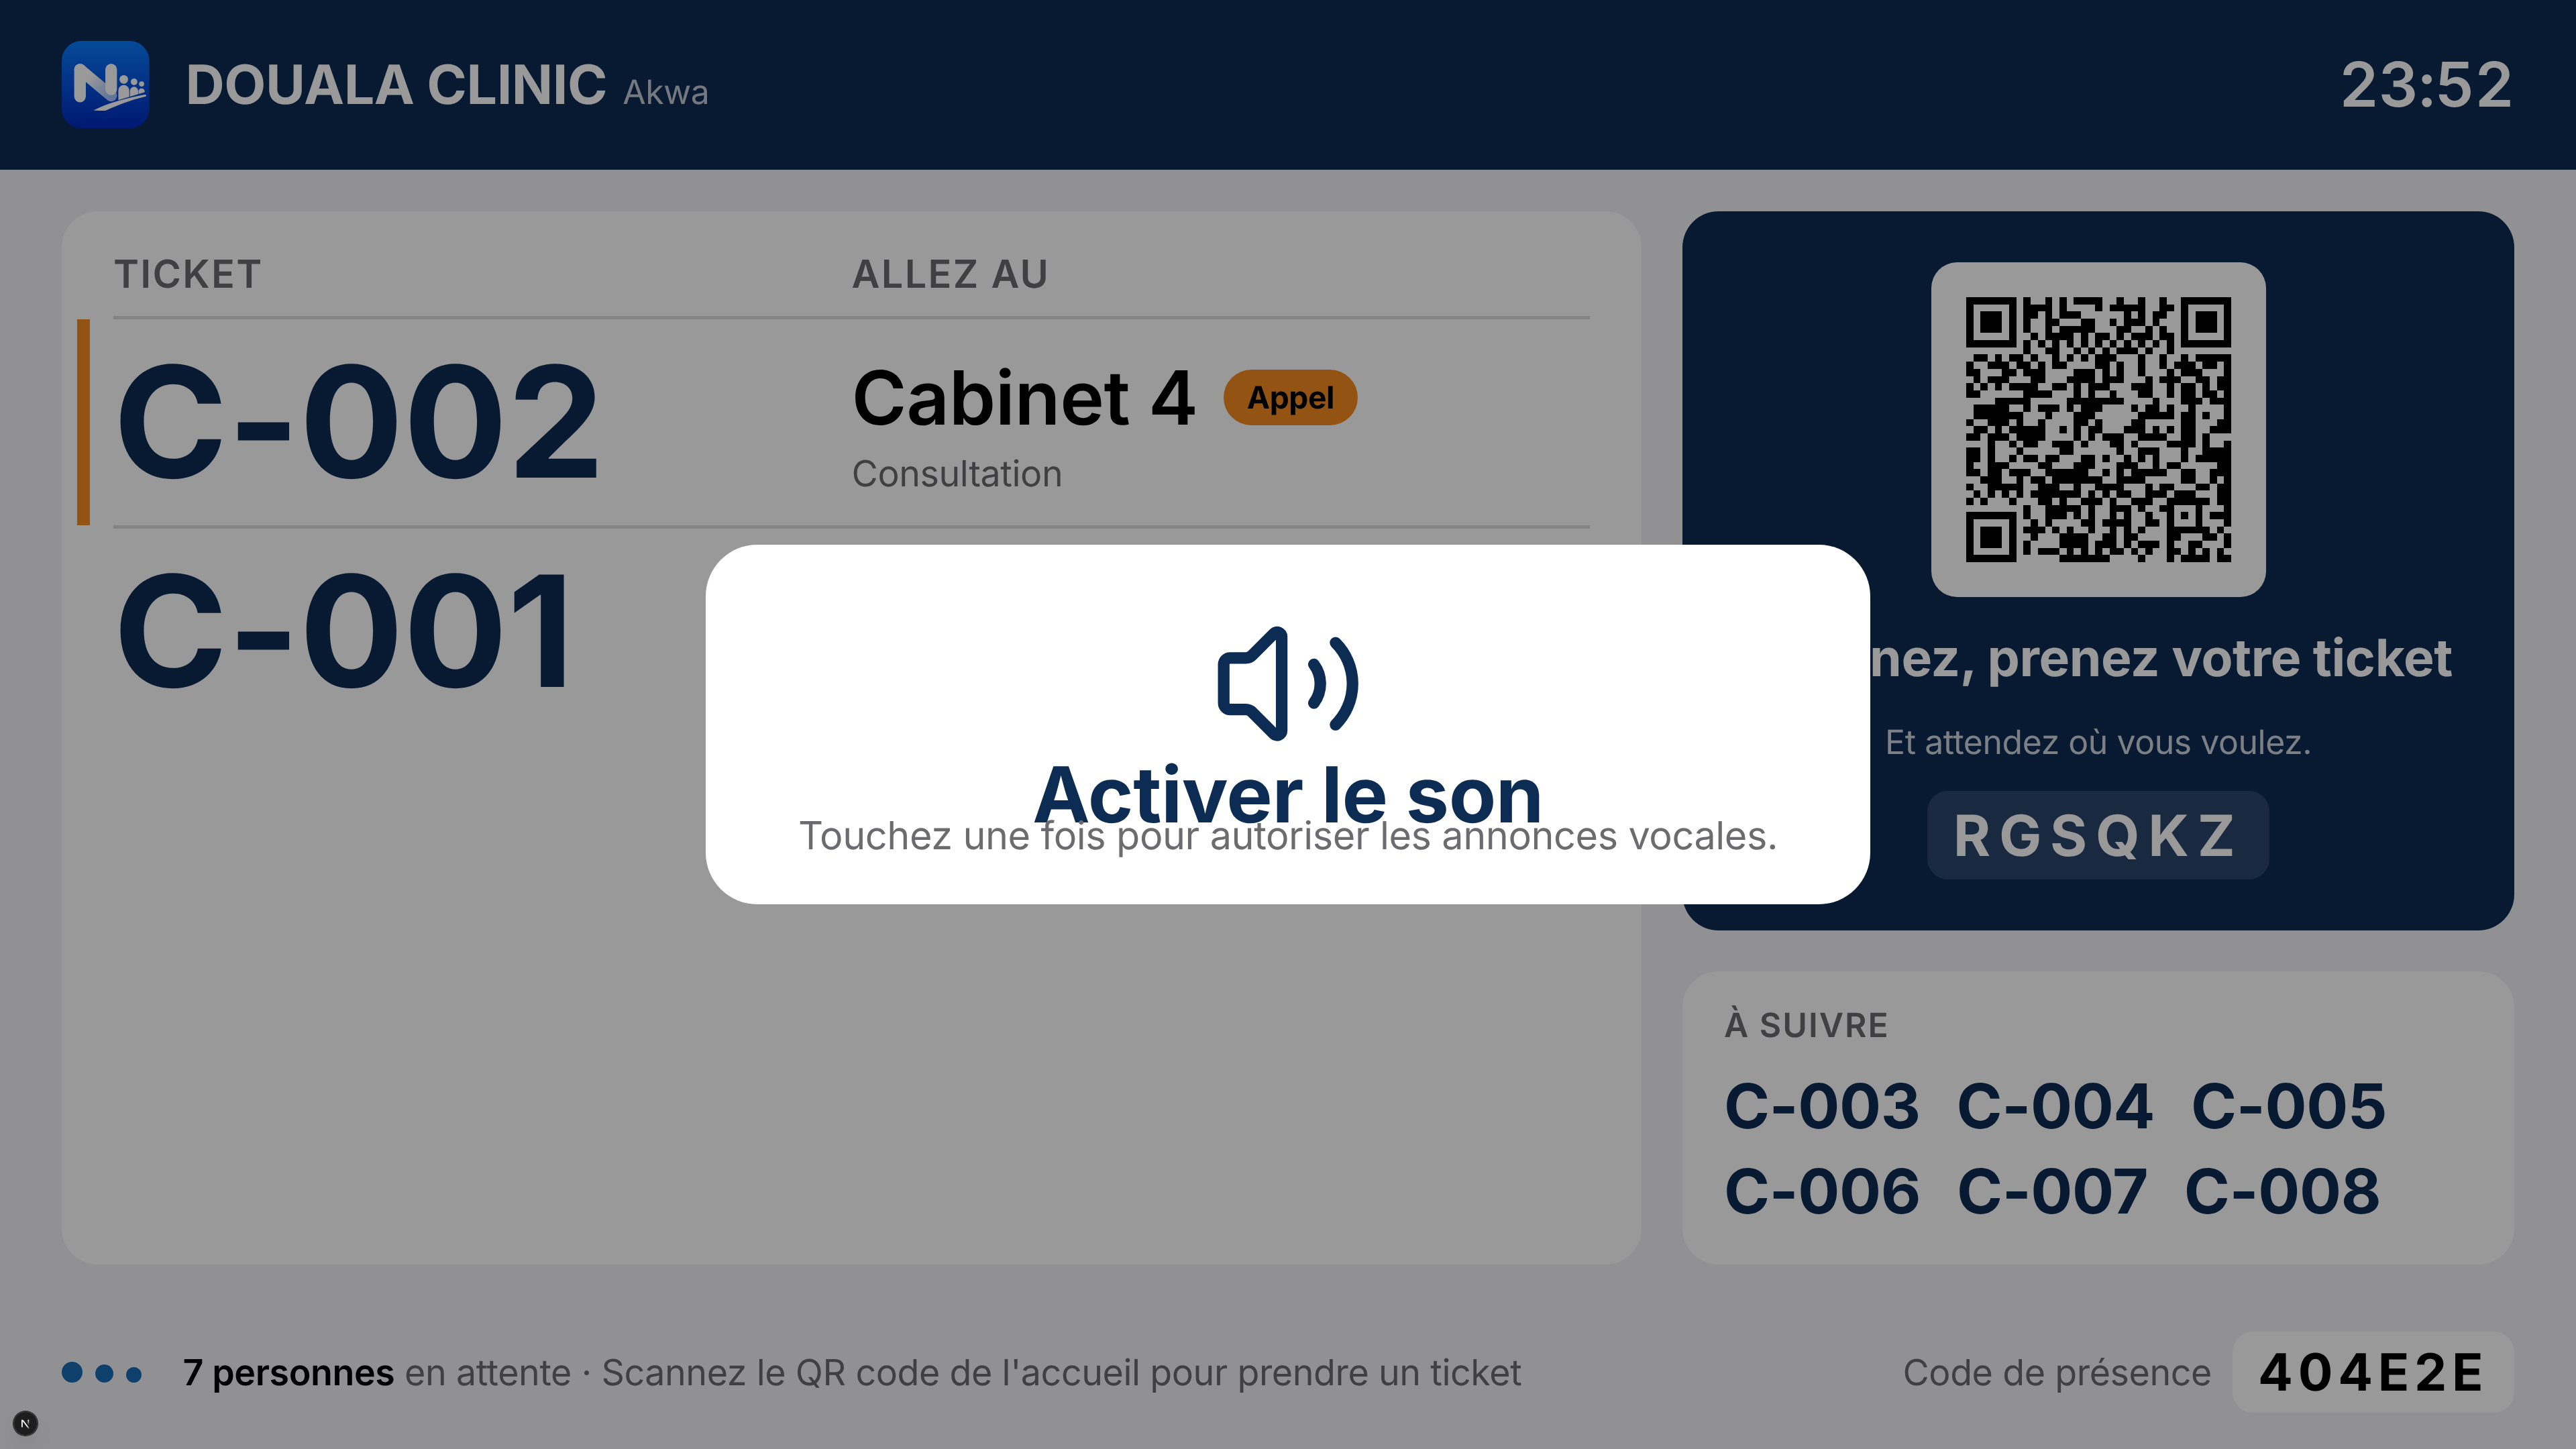 DOUALA CLINIC Akwa
23:52
TICKET ALLEZ AU
C-002 Cabinet 4 Appel
Consultation
C-001
Activer le son
Touchez une fois pour autoriser les annonces vocales.
nez, prenez votre ticket
Et attendez où vous voulez.
RGSQKZ
À SUIVRE
C-003 C-004 C-005
C-006 C-007 C-008
7 personnes en attente · Scannez le QR code de l'accueil pour prendre un ticket
Code de présence 404E2E